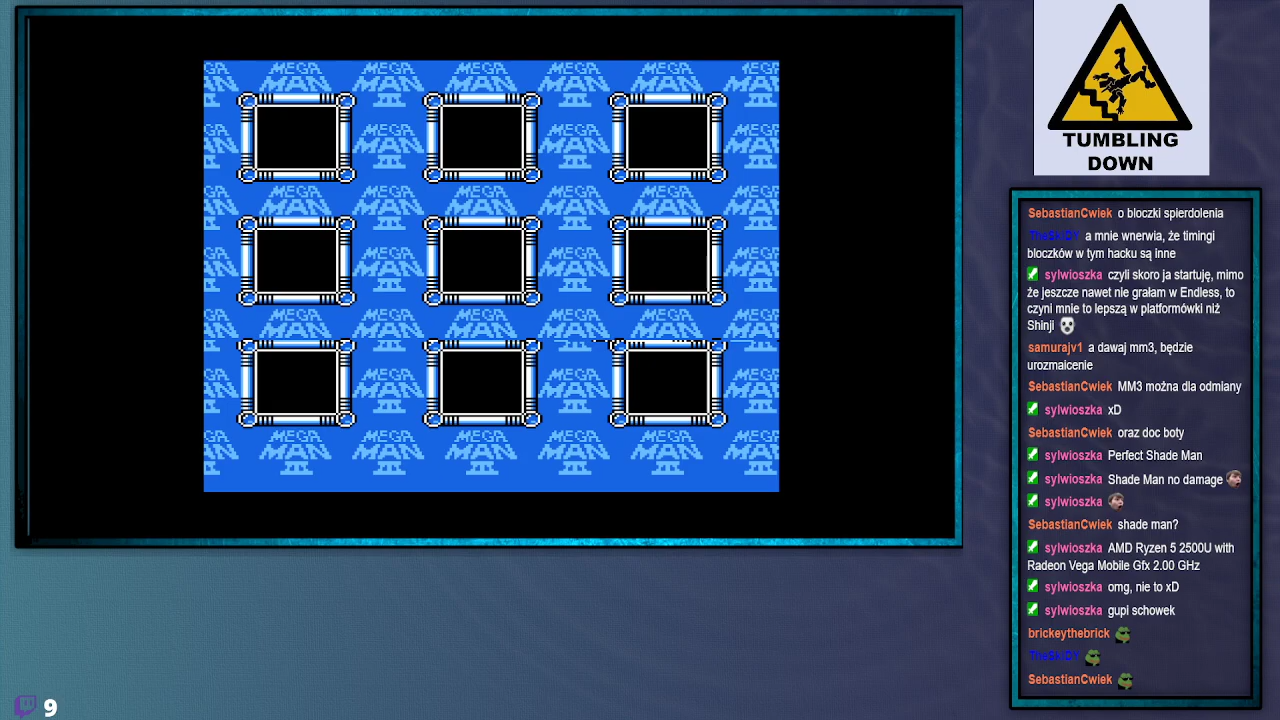 MEGA MAN III
TUMBLING
DOWN
SebastianCwiek o bloczki spierdolenia
TheSkiDY a mnie wnerwia, że timingi
bloczków w tym hacku są inne
sylwioszka czyli skoro ja startuję, mimo
że jeszcze nawet nie grałam w Endless, to
czyni mnie to lepszą w platformówki niż
Shinji
samurajv1 a dawaj mm3, będzie
urozmalcenie
SebastianCwiek MM3 można dla odmiany
sylwioszka xD
SebastianCwiek oraz doc boty
sylwioszka Perfect Shade Man
sylwioszka Shade Man no damage
sylwioszka
SebastianCwiek shade man?
sylwioszka AMD Ryzen 5 2500U with
Radeon Vega Mobile Gfx 2.00 GHz
sylwioszka omg, nie to xD
sylwioszka gupi schowek
brickeythebrick
TheSkiDY
SebastianCwiek
9